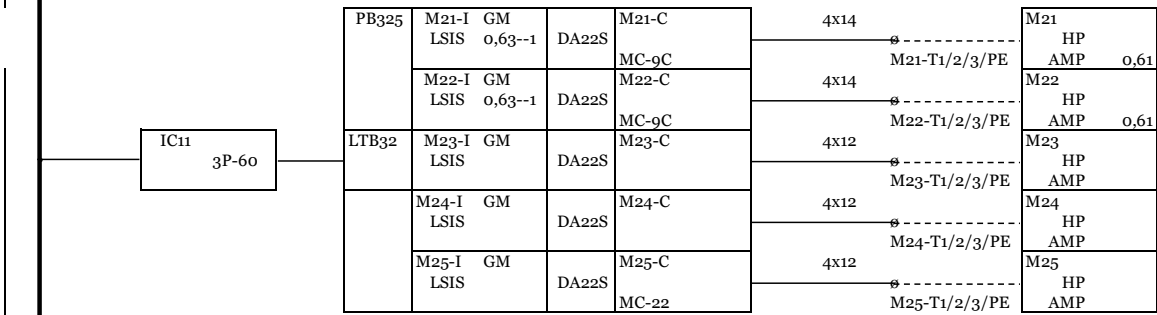 PB325 M21-I GM M21-C 4x14 M21
LSIS 0,63--1 DA22S ø HP
MC-9C M21-T1/2/3/PE AMP 0,61
M22-I GM M22-C 4x14 M22
LSIS 0,63--1 DA22S ø HP
MC-9C M22-T1/2/3/PE AMP 0,61
IC11 LTB32 M23-I GM M23-C 4x12 M23
3P-60 LSIS DA22S ø HP
M23-T1/2/3/PE AMP
M24-I GM M24-C 4x12 M24
LSIS DA22S ø HP
M24-T1/2/3/PE AMP
M25-I GM M25-C 4x12 M25
LSIS DA22S ø HP
MC-22 M25-T1/2/3/PE AMP